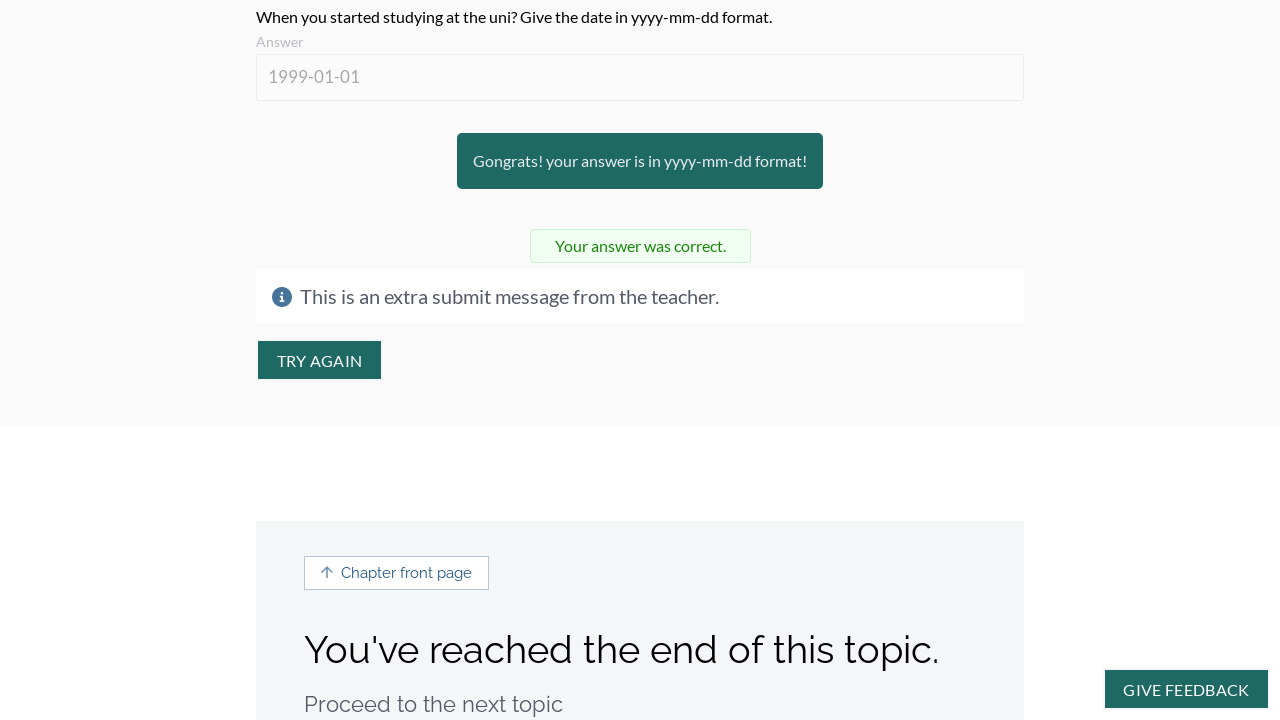 When you started studying at the uni? Give the date in yyyy-mm-dd format.
Answer
1999-01-01
Gongrats! your answer is in yyyy-mm-dd format!
Your answer was correct.
This is an extra submit message from the teacher.
TRY AGAIN
Chapter front page
You've reached the end of this topic.
Proceed to the next topic
GIVE FEEDBACK